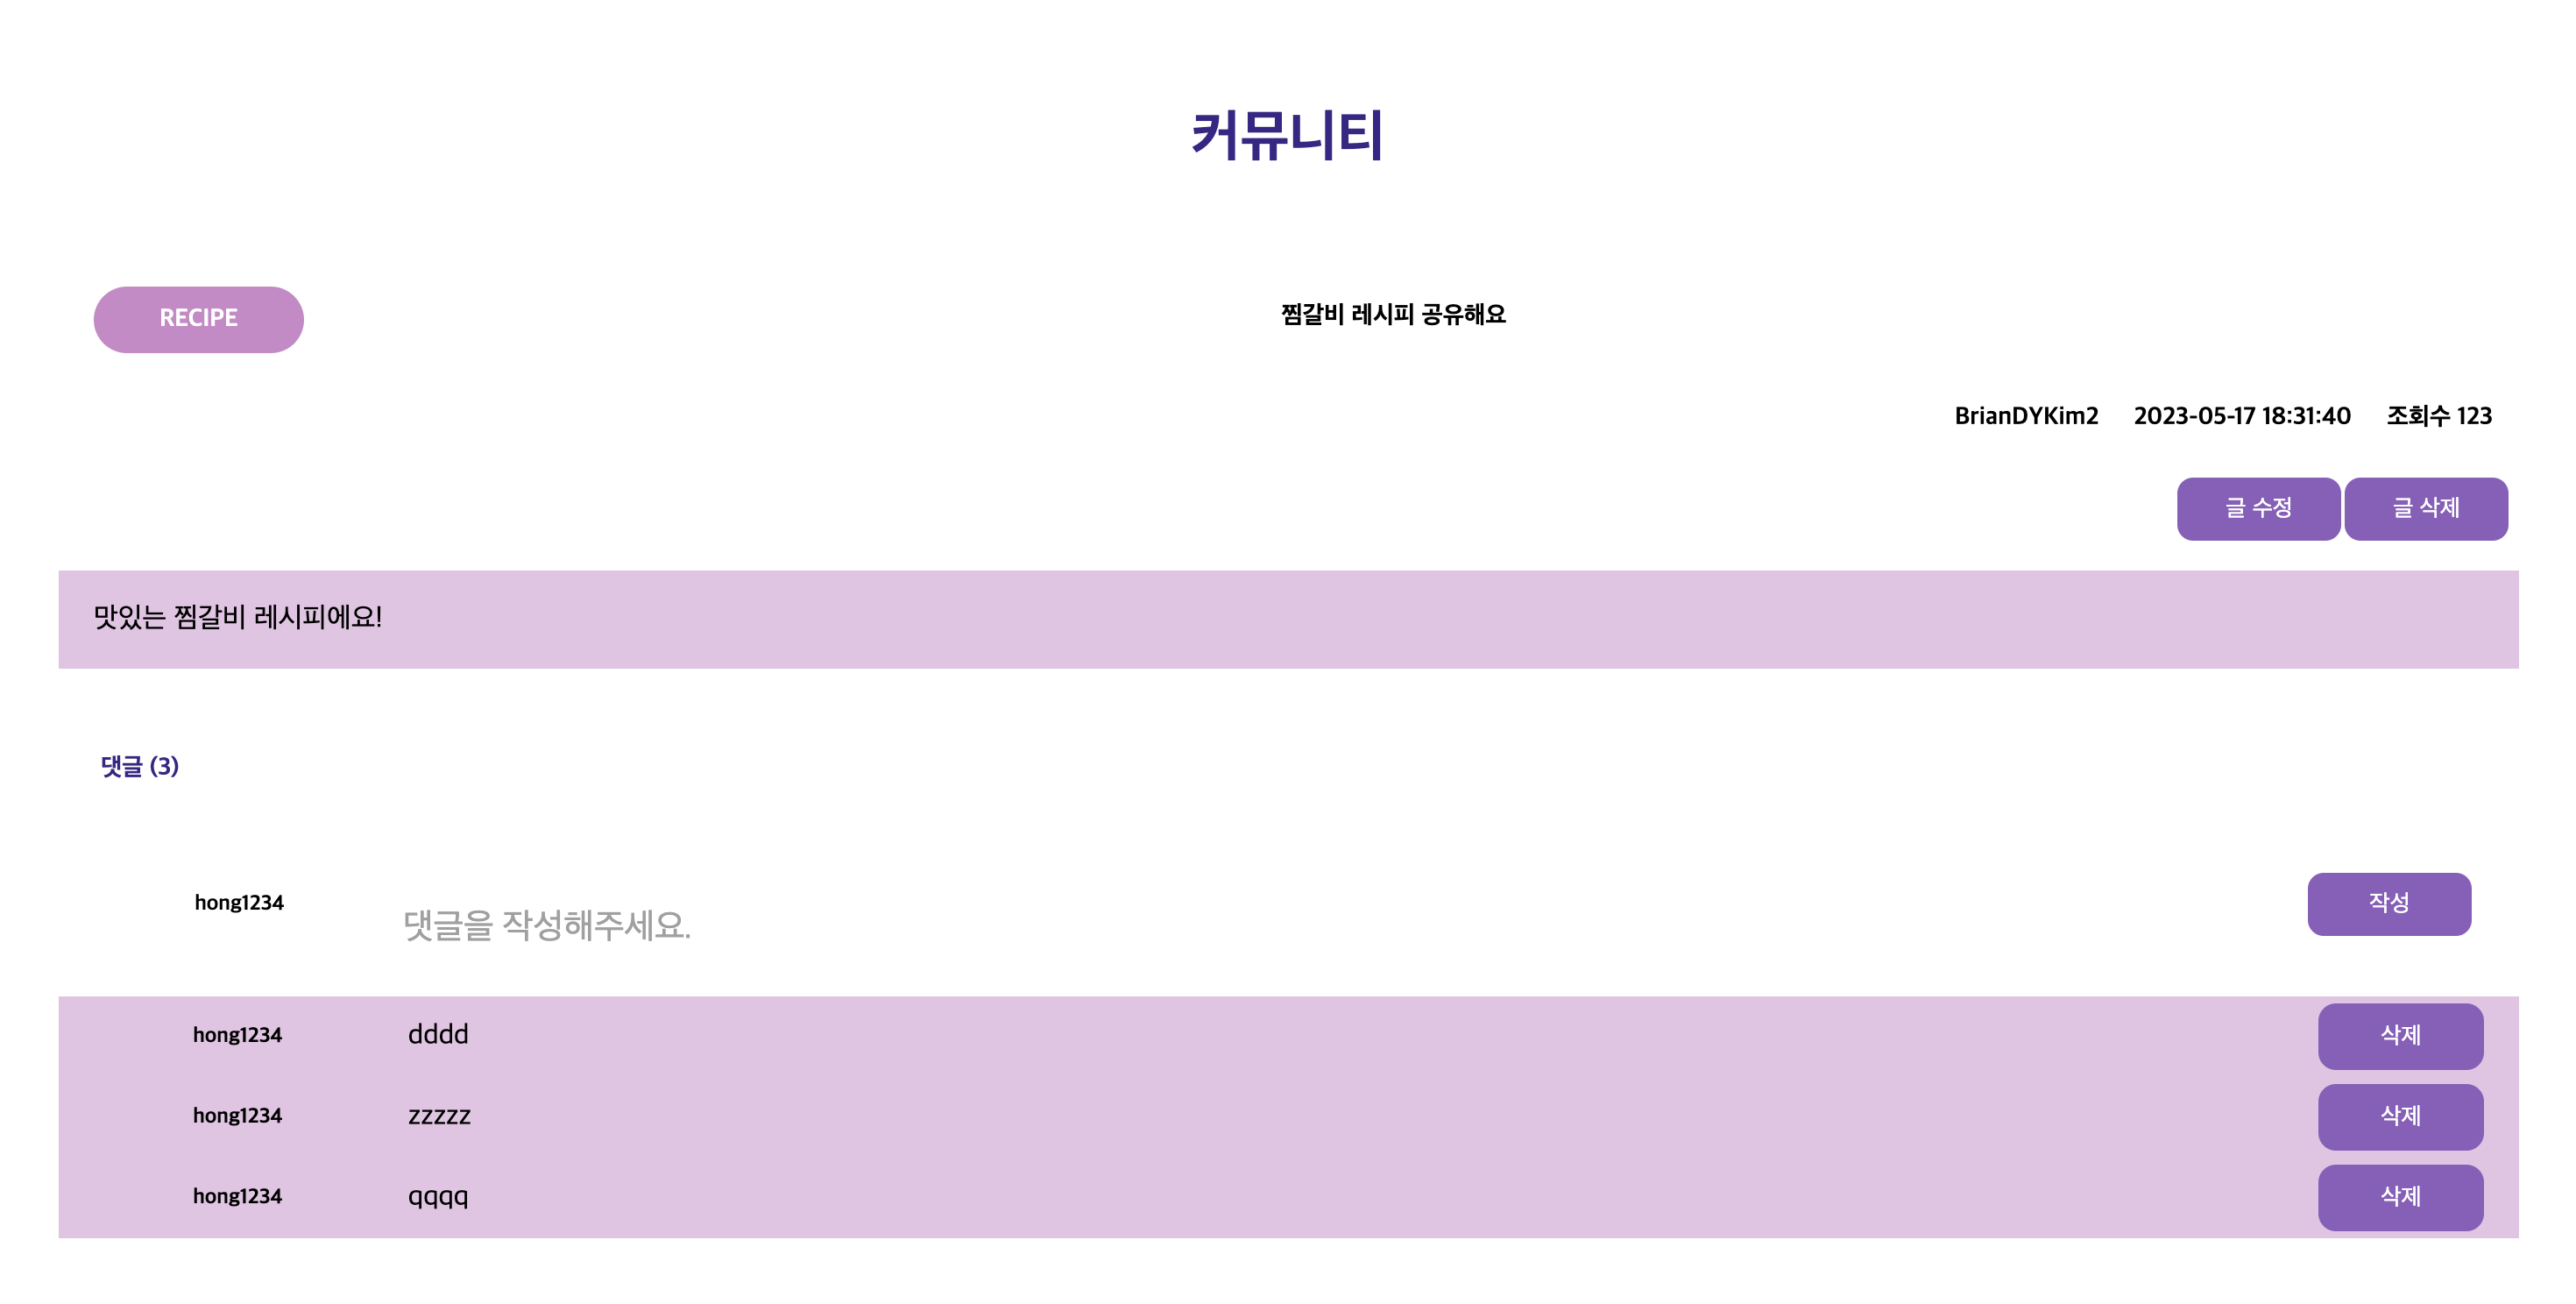 커뮤니티
RECIPE 찜갈비 레시피 공유해요
BrianDYKim2 2023-05-17 18:31:40 조회수 123
글 수정 글 삭제
맛있는 찜갈비 레시피에요!
댓글 (3)
hong1234 댓글을 작성해주세요. 작성
hong1234 dddd 삭제
hong1234 zzzzz 삭제
hong1234 qqqq 삭제